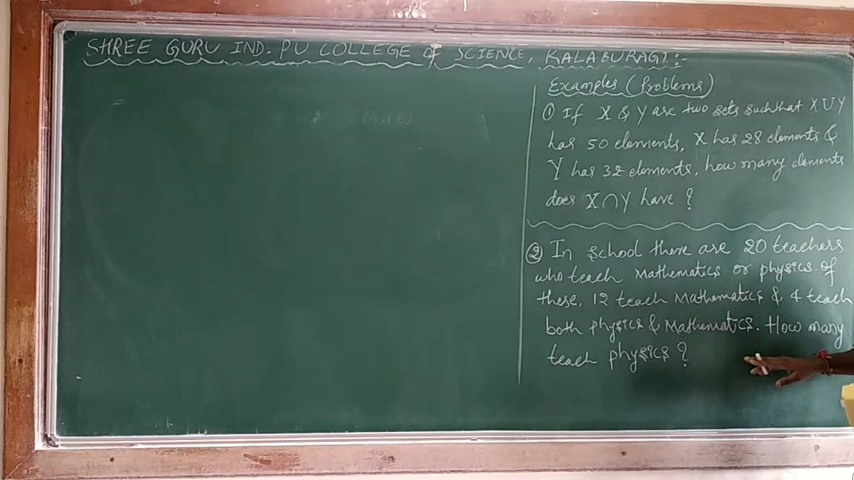 SHREE GURU IND. PU COLLEGE of SCIENCE, KALABURAGI :-
Examples (Problems)
① If X & Y are two sets such that X ∪ Y
has 50 elements, X has 28 elements &
Y has 32 elements, how many elements
does X ∩ Y have ?
② In school there are 20 teachers
who teach Mathematics or physics. Of
these, 12 teach Mathematics & 4 teach
both physics & Mathematics. How many
teach physics ?